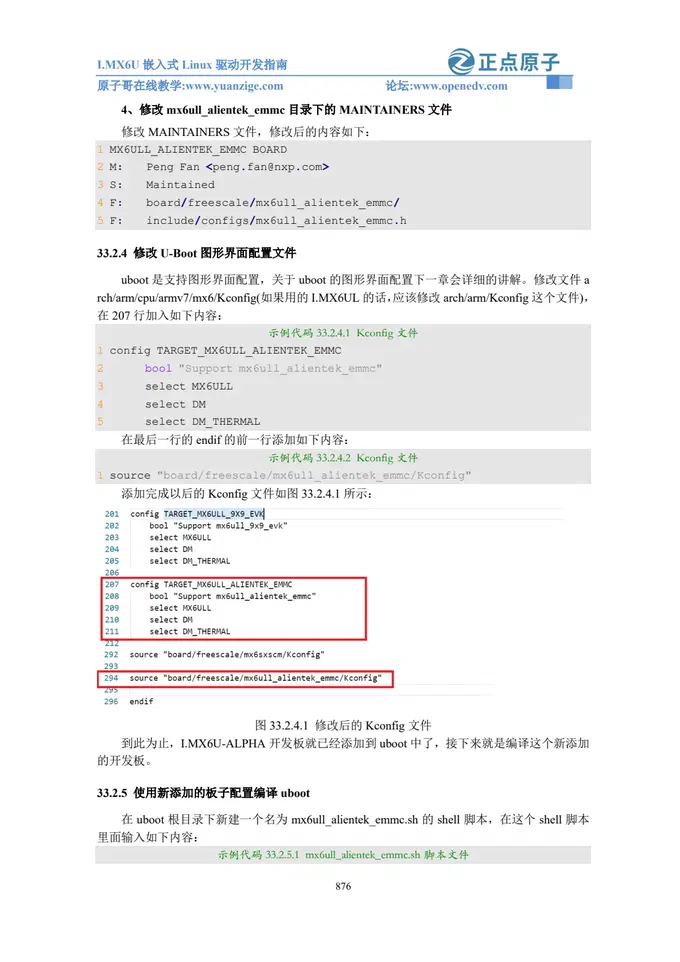 I.MX6U 嵌入式 Linux 驱动开发指南
正点原子
原子哥在线教学:www.yuanzige.com 论坛:www.openedv.com
4、修改 mx6ull_alientek_emmc 目录下的 MAINTAINERS 文件
修改 MAINTAINERS 文件，修改后的内容如下：
1 MX6ULL_ALIENTEK_EMMC BOARD
2 M: Peng Fan <peng.fan@nxp.com>
3 S: Maintained
4 F: board/freescale/mx6ull_alientek_emmc/
5 F: include/configs/mx6ull_alientek_emmc.h
33.2.4 修改 U-Boot 图形界面配置文件
uboot 是支持图形界面配置，关于 uboot 的图形界面配置下一章会详细的讲解。修改文件 a
rch/arm/cpu/armv7/mx6/Kconfig(如果用的 I.MX6UL 的话，应该修改 arch/arm/Kconfig 这个文件)，
在 207 行加入如下内容：
示例代码 33.2.4.1 Kconfig 文件
1 config TARGET_MX6ULL_ALIENTEK_EMMC
2 bool "Support mx6ull_alientek_emmc"
3 select MX6ULL
4 select DM
5 select DM_THERMAL
在最后一行的 endif 的前一行添加如下内容：
示例代码 33.2.4.2 Kconfig 文件
1 source "board/freescale/mx6ull_alientek_emmc/Kconfig"
添加完成以后的 Kconfig 文件如图 33.2.4.1 所示：
201 config TARGET_MX6ULL_9X9_EVK
202 bool "Support mx6ull_9x9_evk"
203 select MX6ULL
204 select DM
205 select DM_THERMAL
206
207 config TARGET_MX6ULL_ALIENTEK_EMMC
208 bool "Support mx6ull_alientek_emmc"
209 select MX6ULL
210 select DM
211 select DM_THERMAL
212
292 source "board/freescale/mx6sxscm/Kconfig"
293
294 source "board/freescale/mx6ull_alientek_emmc/Kconfig"
295
296 endif
图 33.2.4.1 修改后的 Kconfig 文件
到此为止，I.MX6U-ALPHA 开发板就已经添加到 uboot 中了，接下来就是编译这个新添加
的开发板。
33.2.5 使用新添加的板子配置编译 uboot
在 uboot 根目录下新建一个名为 mx6ull_alientek_emmc.sh 的 shell 脚本，在这个 shell 脚本
里面输入如下内容：
示例代码 33.2.5.1 mx6ull_alientek_emmc.sh 脚本文件
876